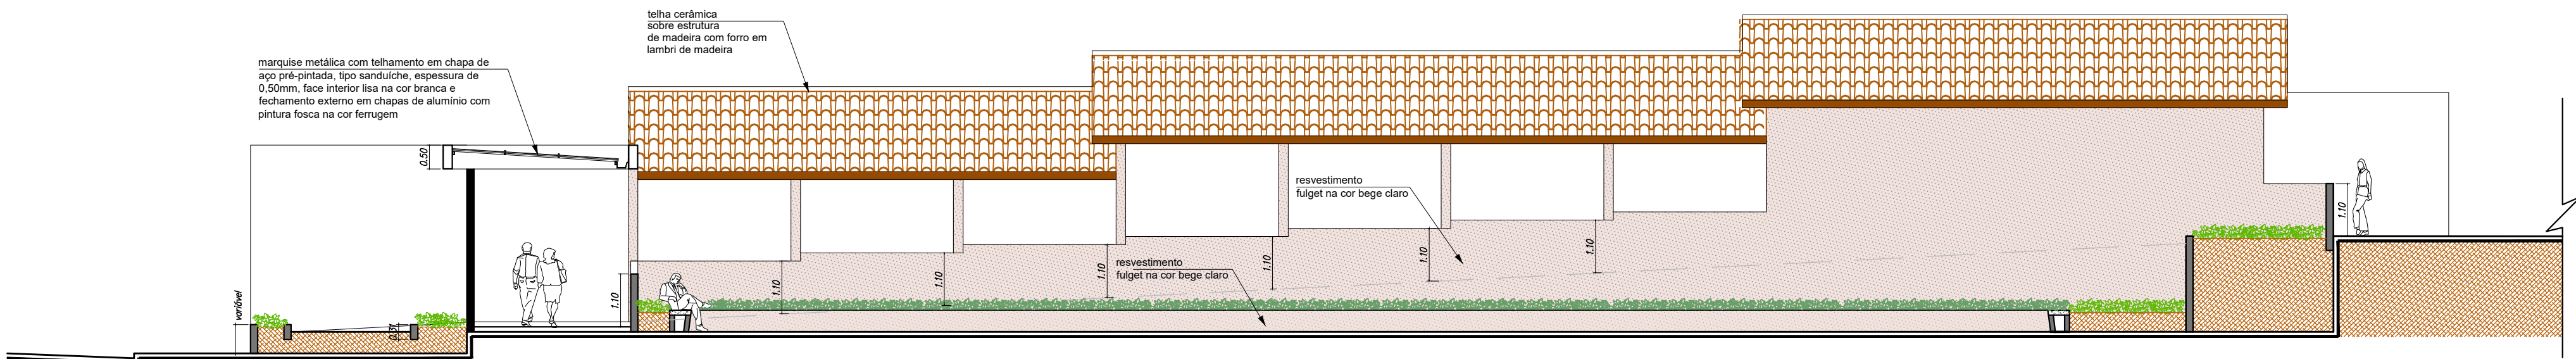 telha cerâmica
sobre estrutura
de madeira com forro em
lambri de madeira
marquise metálica com telhamento em chapa de
aço pré-pintada, tipo sanduíche, espessura de
0,50mm, face interior lisa na cor branca e
fechamento externo em chapas de alumínio com
pintura fosca na cor ferrugem
0.50
resvestimento
fulget na cor bege claro
resvestimento
fulget na cor bege claro
variável
0.31
1.10
1.10
1.10
1.10
1.10
1.10
1.10
1.10